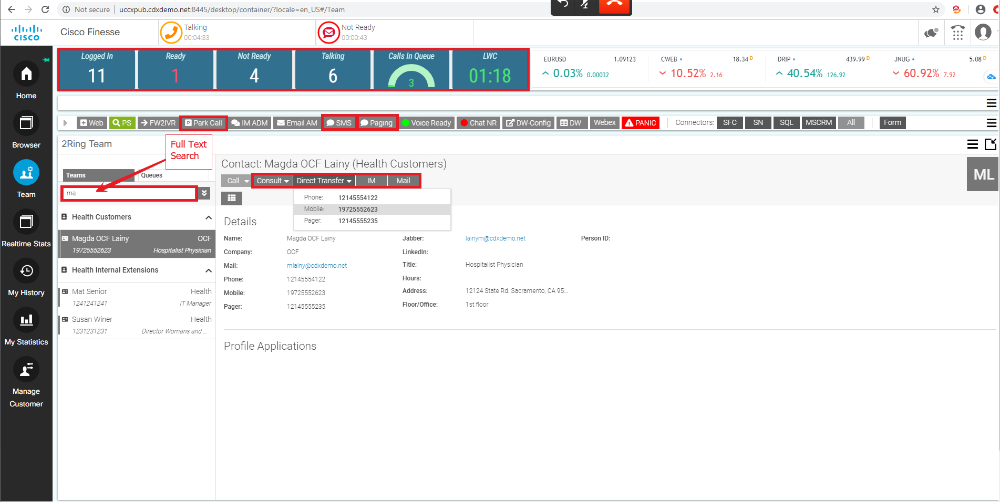 Not secure | uccxpub.cdxdemo.net:8445/desktop/container/?locale=en_US#/Team
CISCO
Cisco Finesse
Talking
00:04:33
Not Ready
00:00:43
Logged In
11
Ready
1
Not Ready
4
Talking
6
Calls In Queue
3
LWC
01:18
EURUSD 1.09123
0.03% 0.00032
CWEB 18.34 D
10.52% 2.16
DRIP 439.99 D
40.54% 126.92
JNUG 5.08 D
60.92% 7.92
Home
Browser
Team
Realtime Stats
My History
My Statistics
Manage
Customer
Web PS FW2IVR P Park Call IM ADM Email AM SMS Paging Voice Ready Chat NR DW-Config DW Webex PANIC Connectors: SFC SN SQL MSCRM All Form
2Ring Team
Full Text
Search
Teams Queues
ma
Health Customers
Magda OCF Lainy OCF
19725552623 Hospitalist Physician
Health Internal Extensions
Mat Senior Health
1241241241 IT Manager
Susan Winer Health
1231231231 Director Womans and ...
Contact: Magda OCF Lainy (Health Customers)
ML
Call Consult Direct Transfer IM Mail
Phone: 12145554122
Mobile: 19725552623
Pager: 12145555235
Details
Name: Magda OCF Lainy
Company: OCF
Mail: mlainy@cdxdemo.net
Phone: 12145554122
Mobile: 19725552623
Pager: 12145555235
Jabber: lainym@cdxdemo.net
LinkedIn:
Title: Hospitalist Physician
Hours:
Address: 12124 State Rd. Sacramento, CA 95...
Floor/Office: 1st floor
Person ID:
Profile Applications